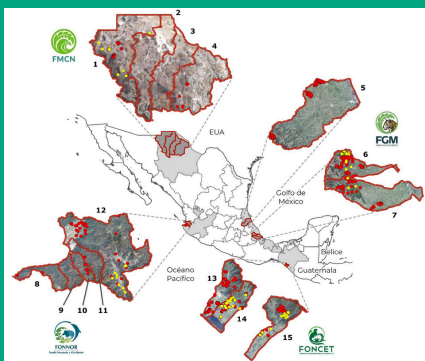 2
3
4
FMCN
1
5
EUA
FGM
6
Golfo de
México
7
12
Belice
Océano
Pacífico
13
Guatemala
8
9
10
11
14
15
FONNOR
FONCET